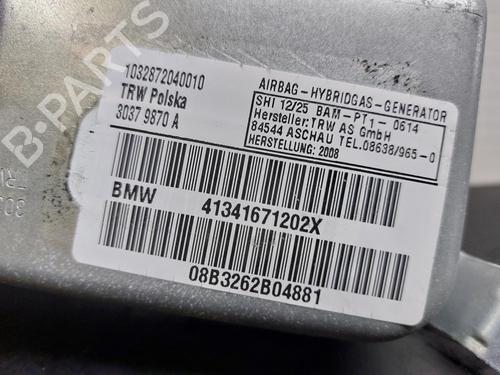 1032872040010
TRW Polska
3037 9870 A
AIRBAG-HYBRIDGAS-GENERATOR
SHI 12/25 BAM-PT1-0614
Hersteller:TRW AS GmbH
84544 ASCHAU TEL.08638/965-0
HERSTELLUNG: 2008
BMW 41341671202X
08B3262B04881
B-PARTS